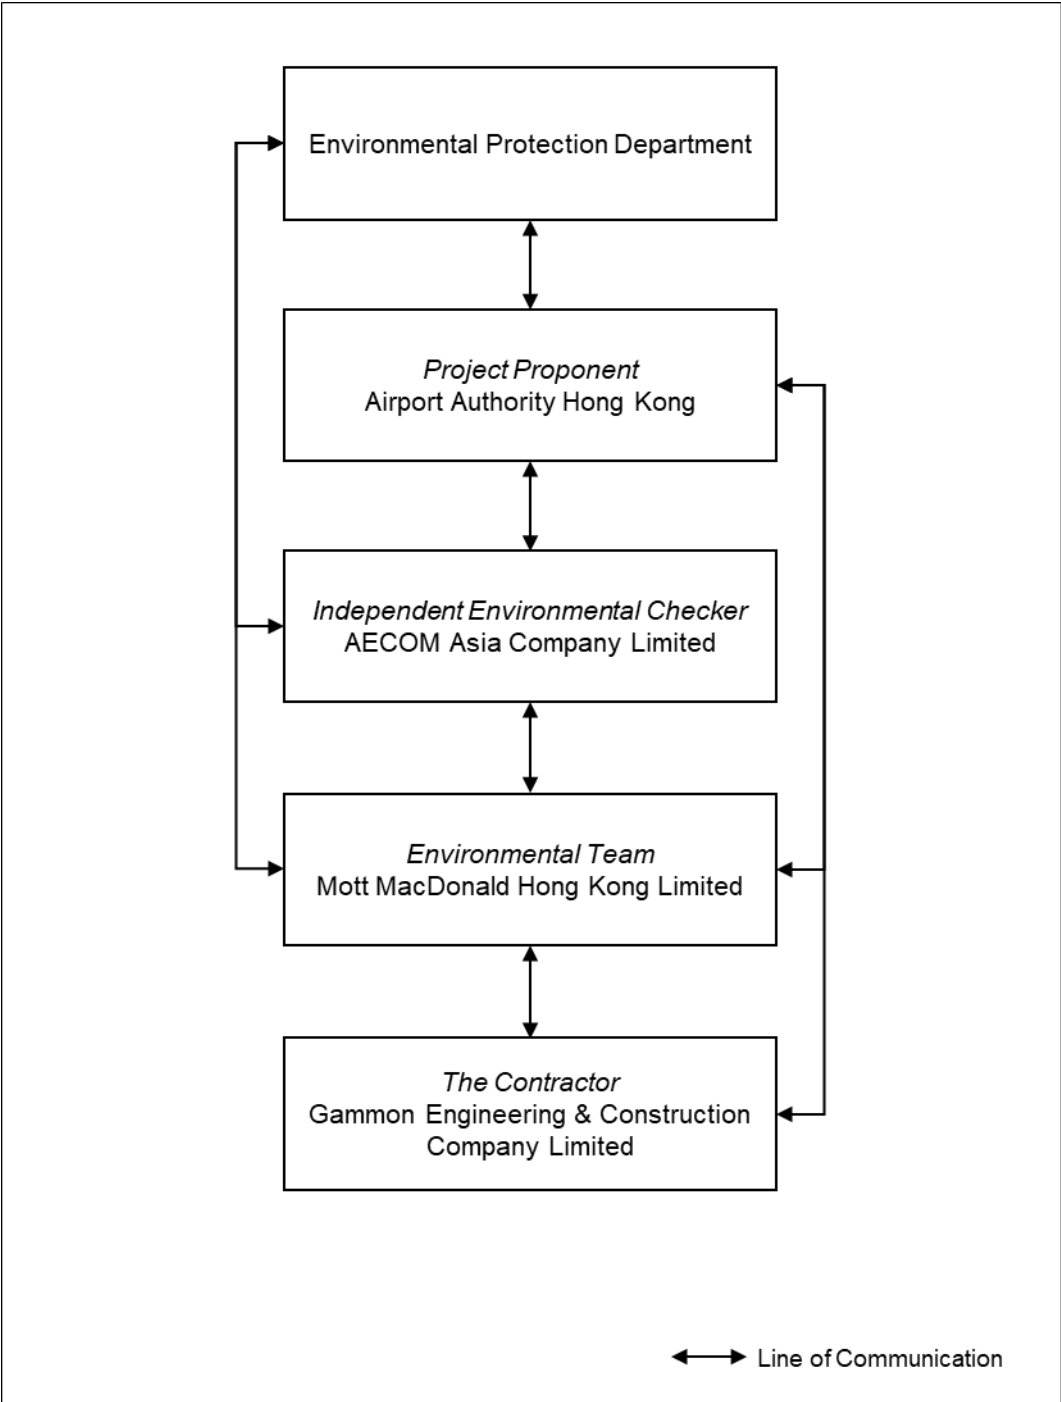 Environmental Protection Department
Project Proponent
Airport Authority Hong Kong
Independent Environmental Checker
AECOM Asia Company Limited
Environmental Team
Mott MacDonald Hong Kong Limited
The Contractor
Gammon Engineering & Construction
Company Limited
Line of Communication